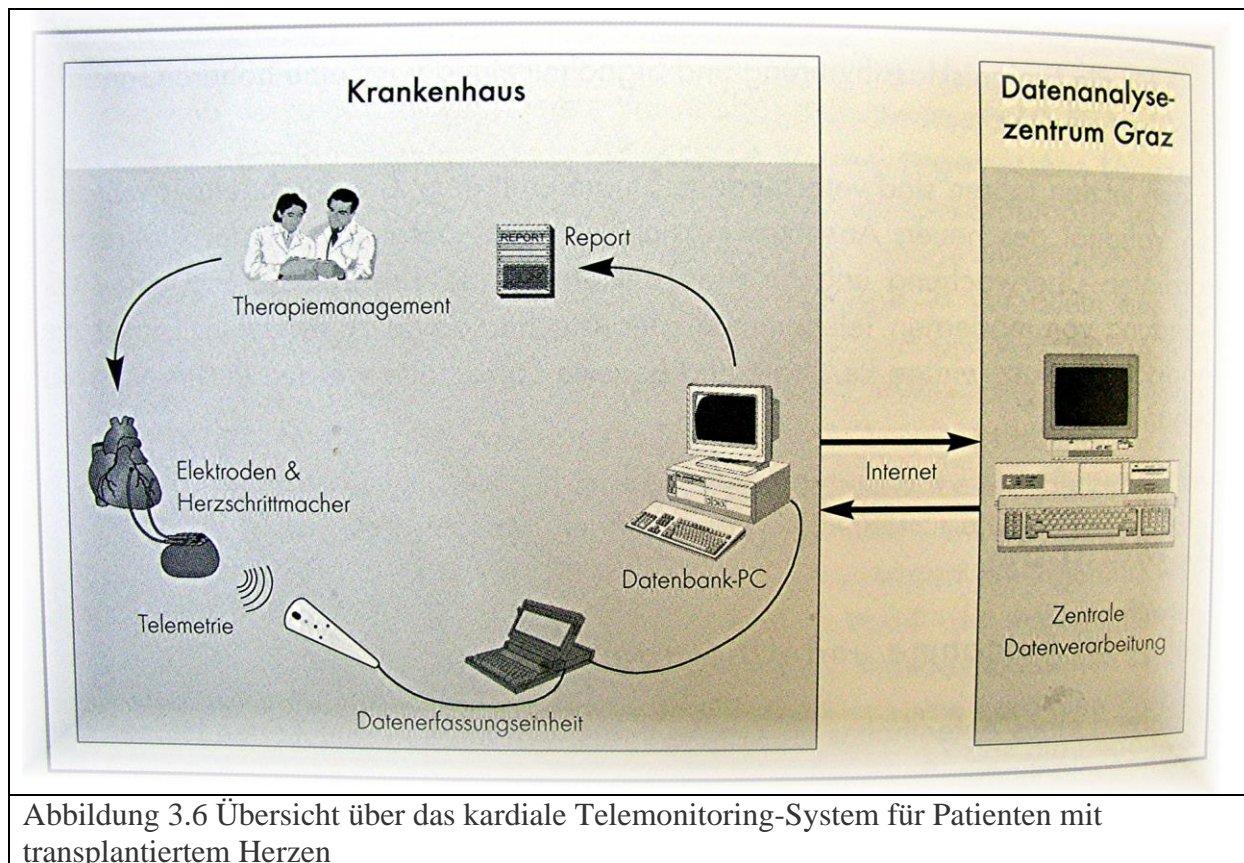 Krankenhaus
Datenanalyse-
zentrum Graz
REPORT
Report
Therapiemanagement
Elektroden &
Herzschrittmacher
Internet
Datenbank-PC
Telemetrie
Zentrale
Datenverarbeitung
Datenerfassungseinheit
Abbildung 3.6 Übersicht über das kardiale Telemonitoring-System für Patienten mit
transplantiertem Herzen